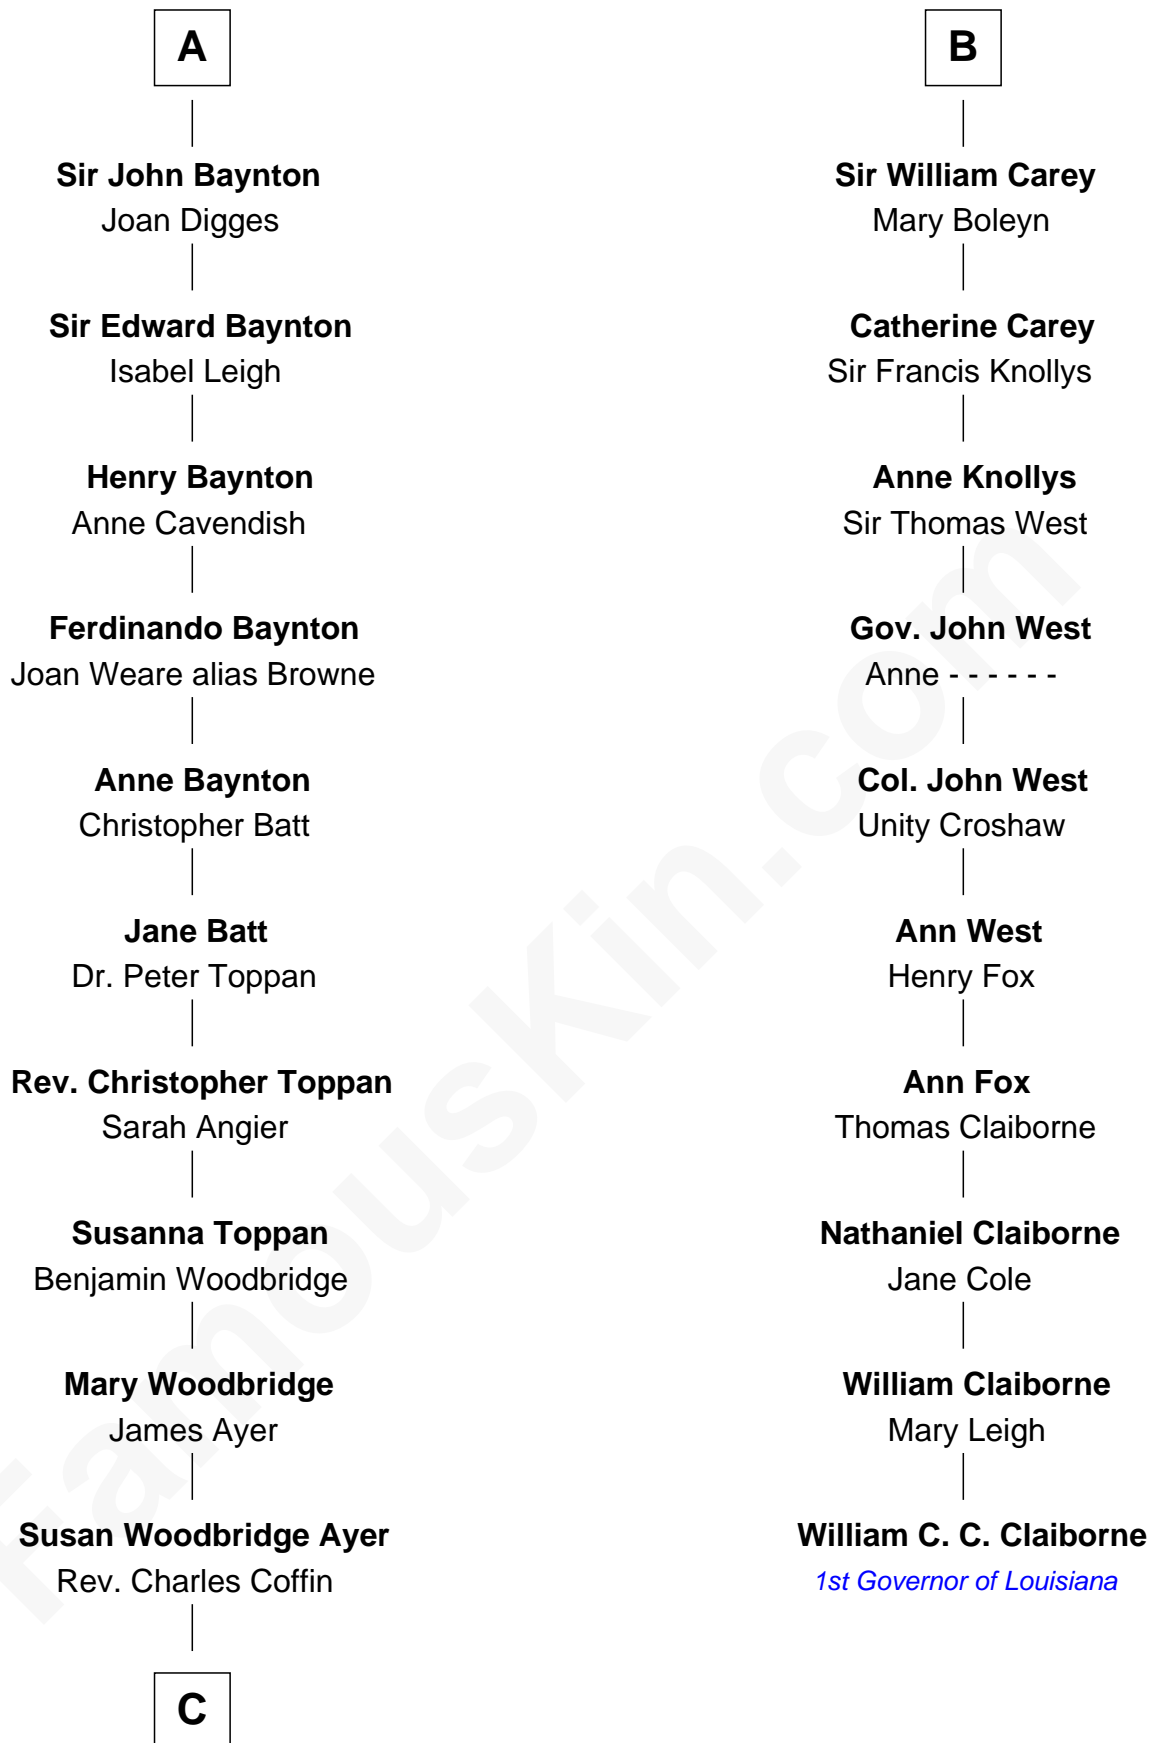 A
Sir John Baynton
Joan Digges
Sir Edward Baynton
Isabel Leigh
Henry Baynton
Anne Cavendish
Ferdinando Baynton
Joan Weare alias Browne
Anne Baynton
Christopher Batt
Jane Batt
Dr. Peter Toppan
Rev. Christopher Toppan
Sarah Angier
Susanna Toppan
Benjamin Woodbridge
Mary Woodbridge
James Ayer
Susan Woodbridge Ayer
Rev. Charles Coffin
C
B
Sir William Carey
Mary Boleyn
Catherine Carey
Sir Francis Knollys
Anne Knollys
Sir Thomas West
Gov. John West
Anne - - - - - -
Col. John West
Unity Croshaw
Ann West
Henry Fox
Ann Fox
Thomas Claiborne
Nathaniel Claiborne
Jane Cole
William Claiborne
Mary Leigh
William C. C. Claiborne
1st Governor of Louisiana
FamousKin.com